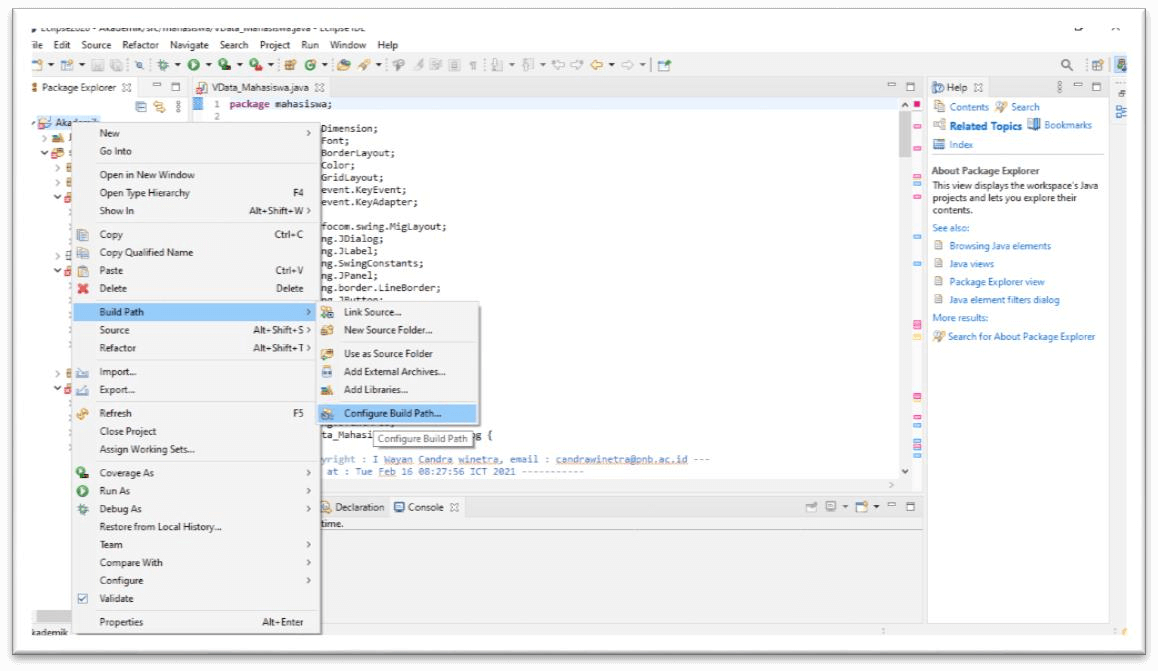 Eclipse2020 - Akademik/src/mahasiswa/VData_Mahasiswa.java - Eclipse IDE
ile Edit Source Refactor Navigate Search Project Run Window Help
Package Explorer
VData_Mahasiswa.java
1 package mahasiswa;
2
Akademik
Dimension;
Font;
BorderLayout;
Color;
GridLayout;
event.KeyEvent;
event.KeyAdapter;
focom.swing.MigLayout;
ng.JDialog;
ng.JLabel;
ng.SwingConstants;
ng.JPanel;
ng.border.LineBorder;
ng.JButton;
New
Go Into
Open in New Window
Open Type Hierarchy F4
Show In Alt+Shift+W
Copy Ctrl+C
Copy Qualified Name
Paste Ctrl+V
Delete Delete
Build Path
Source Alt+Shift+S
Refactor Alt+Shift+T
Import...
Export...
Refresh F5
Close Project
Assign Working Sets...
Coverage As
Run As
Debug As
Restore from Local History...
Team
Compare With
Configure
Validate
Properties Alt+Enter
Link Source...
New Source Folder...
Use as Source Folder
Add External Archives...
Add Libraries...
Configure Build Path...
Configure Build Path
ta_Mahasi
g {
yright : I Wayan Candra winetra, email : candrawinetra@pnb.ac.id ---
at : Tue Feb 16 08:27:56 ICT 2021 -----------
Declaration Console
time.
Help
Contents Search
Related Topics Bookmarks
Index
About Package Explorer
This view displays the workspace's Java
projects and lets you explore their
contents.
See also:
Browsing Java elements
Java views
Package Explorer view
Java element filters dialog
More results:
Search for About Package Explorer
kademik